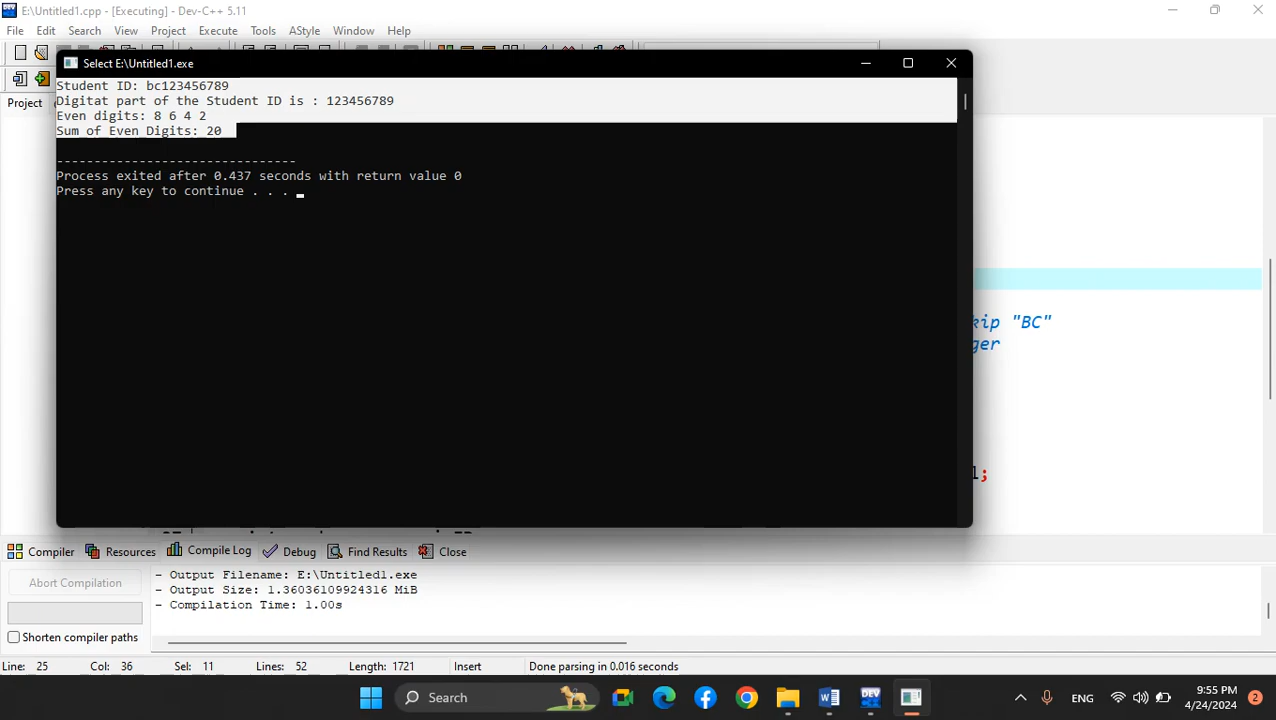 E:\Untitled1.cpp - [Executing] - Dev-C++ 5.11
File Edit Search View Project Execute Tools AStyle Window Help
Select E:\Untitled1.exe
Student ID: bc123456789
Digitat part of the Student ID is : 123456789
Even digits: 8 6 4 2
Sum of Even Digits: 20
--------------------------------
Process exited after 0.437 seconds with return value 0
Press any key to continue . . .
Project
kip "BC"
ger
l;
Compiler Resources Compile Log Debug Find Results Close
Abort Compilation
Shorten compiler paths
- Output Filename: E:\Untitled1.exe
- Output Size: 1.36036109924316 MiB
- Compilation Time: 1.00s
Line: 25 Col: 36 Sel: 11 Lines: 52 Length: 1721 Insert Done parsing in 0.016 seconds
Search
DEV
ENG
9:55 PM
4/24/2024
2